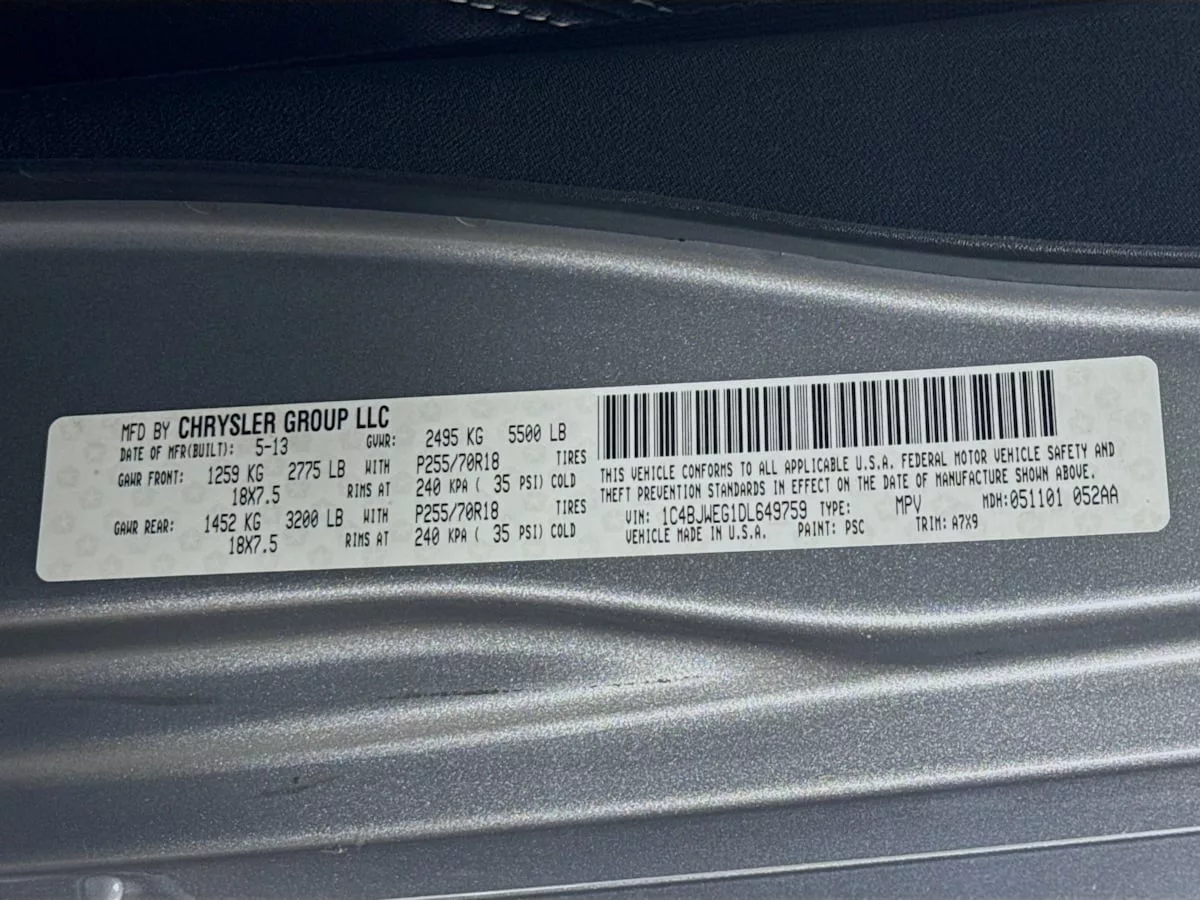 MFD BY CHRYSLER GROUP LLC
DATE OF MFR(BUILT): 5-13 GVWR: 2495 KG 5500 LB
GAWR FRONT: 1259 KG 2775 LB WITH P255/70R18 TIRES
18X7.5 RIMS AT 240 KPA ( 35 PSI) COLD
GAWR REAR: 1452 KG 3200 LB WITH P255/70R18 TIRES
18X7.5 RIMS AT 240 KPA ( 35 PSI) COLD
THIS VEHICLE CONFORMS TO ALL APPLICABLE U.S.A. FEDERAL MOTOR VEHICLE SAFETY AND
THEFT PREVENTION STANDARDS IN EFFECT ON THE DATE OF MANUFACTURE SHOWN ABOVE.
VIN: 1C4BJWEG1DL649759 TYPE: MPV MDH:051101 052AA
VEHICLE MADE IN U.S.A. PAINT: PSC TRIM: A7X9